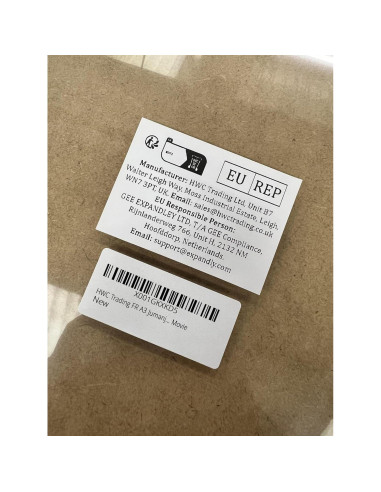 EU REP
Manufacturer: HWC Trading Ltd, Unit 87
Walter Leigh Way, Moss Industrial Estate, Leigh,
WN7 3PT, UK. Email: sales@hwctrading.co.uk
EU Responsible Person:
GEE EXPANDLEY LTD, T/A GEE Compliance,
Rijnlanderweg 766, Unit H, 2132 NM
Hoofddorp, Netherlands.
Email: support@expandly.com
X001GKXKD5
HWC Trading FR A3 Jumanj... Movie
New